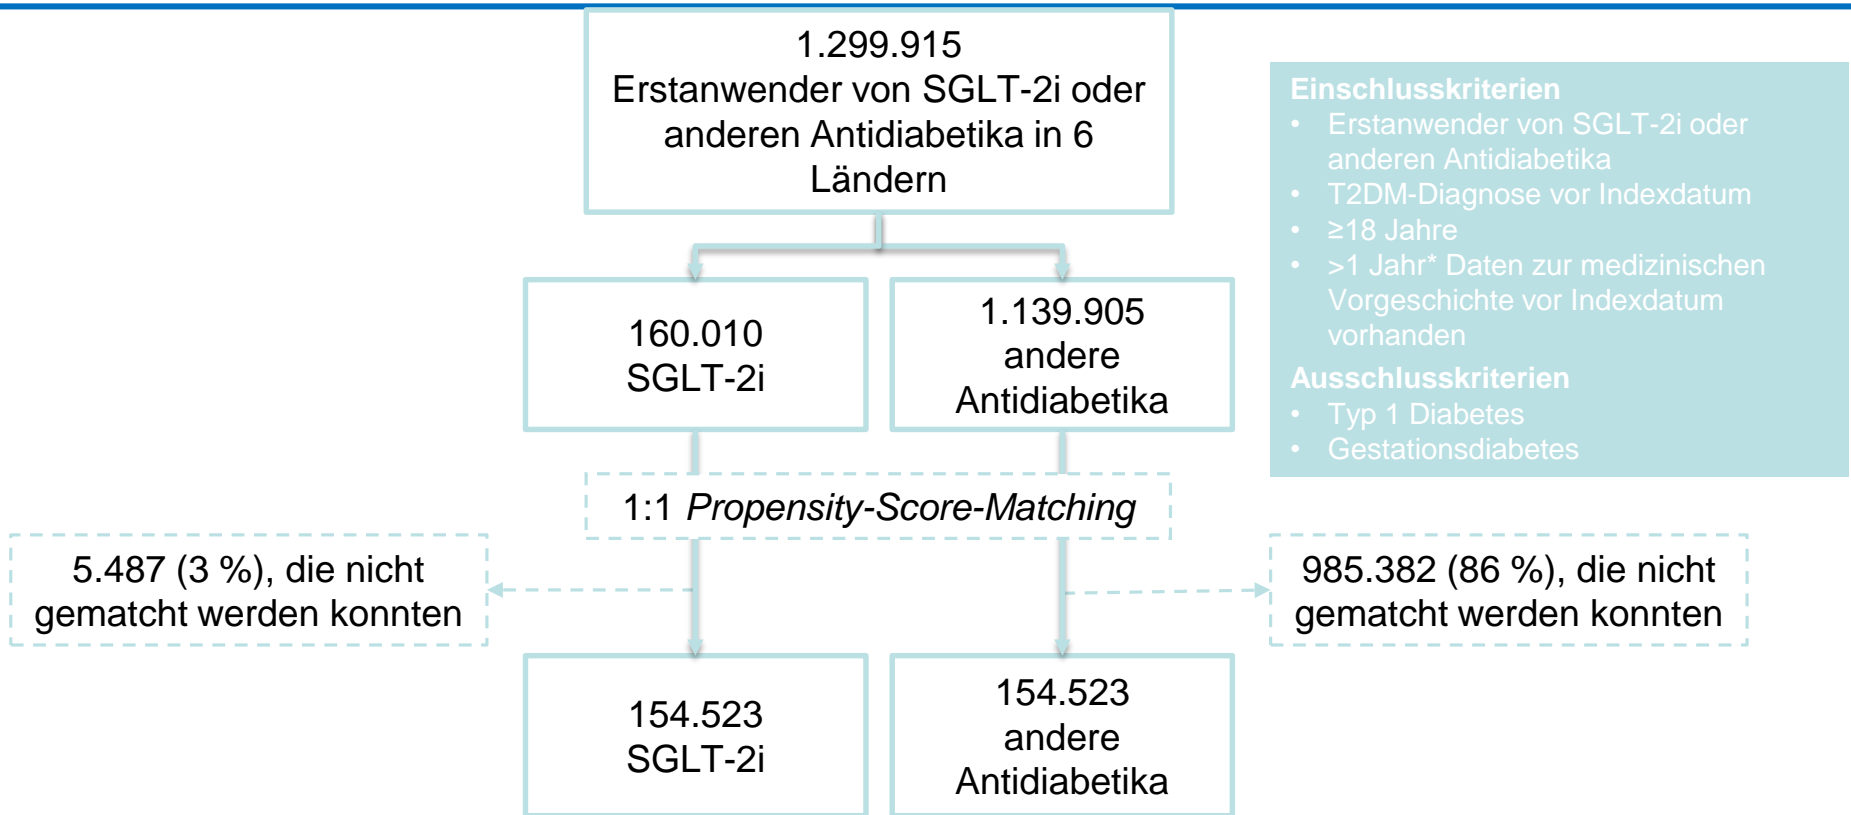 1.299.915
Erstanwender von SGLT-2i oder
anderen Antidiabetika in 6
Ländern
Einschlusskriterien
• Erstanwender von SGLT-2i oder
anderen Antidiabetika
• T2DM-Diagnose vor Indexdatum
• ≥18 Jahre
• >1 Jahr* Daten zur medizinischen
Vorgeschichte vor Indexdatum
vorhanden
Ausschlusskriterien
• Typ 1 Diabetes
• Gestationsdiabetes
160.010
SGLT-2i
1.139.905
andere
Antidiabetika
1:1 Propensity-Score-Matching
5.487 (3 %), die nicht
gematcht werden konnten
985.382 (86 %), die nicht
gematcht werden konnten
154.523
SGLT-2i
154.523
andere
Antidiabetika